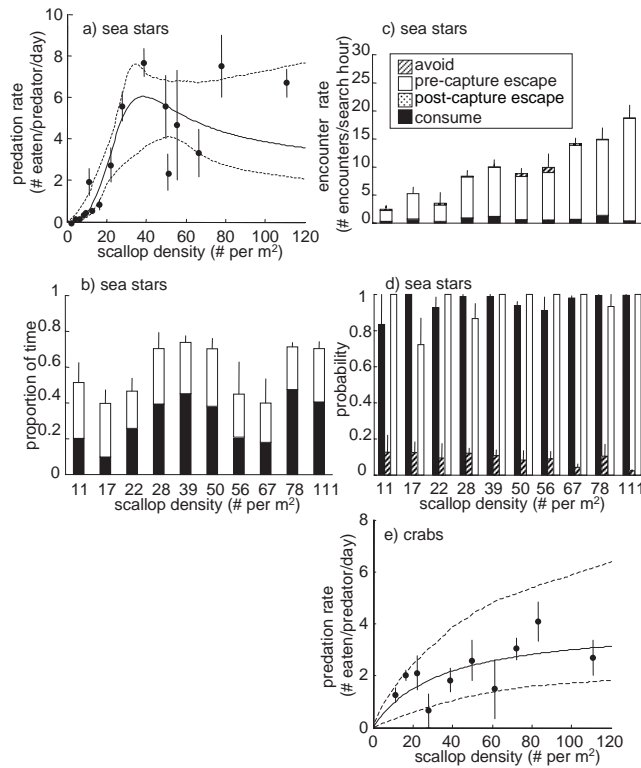 a) sea stars
predation rate
(# eaten/predator/day)
10
8
6
4
2
0
0 20 40 60 80 100 120
scallop density (# per m²)
c) sea stars
encounter rate
(# encounters/search hour)
30
25
20
15
10
5
0
avoid
pre-capture escape
post-capture escape
consume
b) sea stars
proportion of time
1
0.8
0.6
0.4
0.2
0
11 17 22 28 39 50 56 67 78 111
scallop density (# per m²)
d) sea stars
probability
1
0.8
0.6
0.4
0.2
0
11 17 22 28 39 50 56 67 78 111
scallop density (# per m²)
e) crabs
predation rate
(# eaten/predator/day)
8
6
4
2
0
0 20 40 60 80 100 120
scallop density (# per m²)